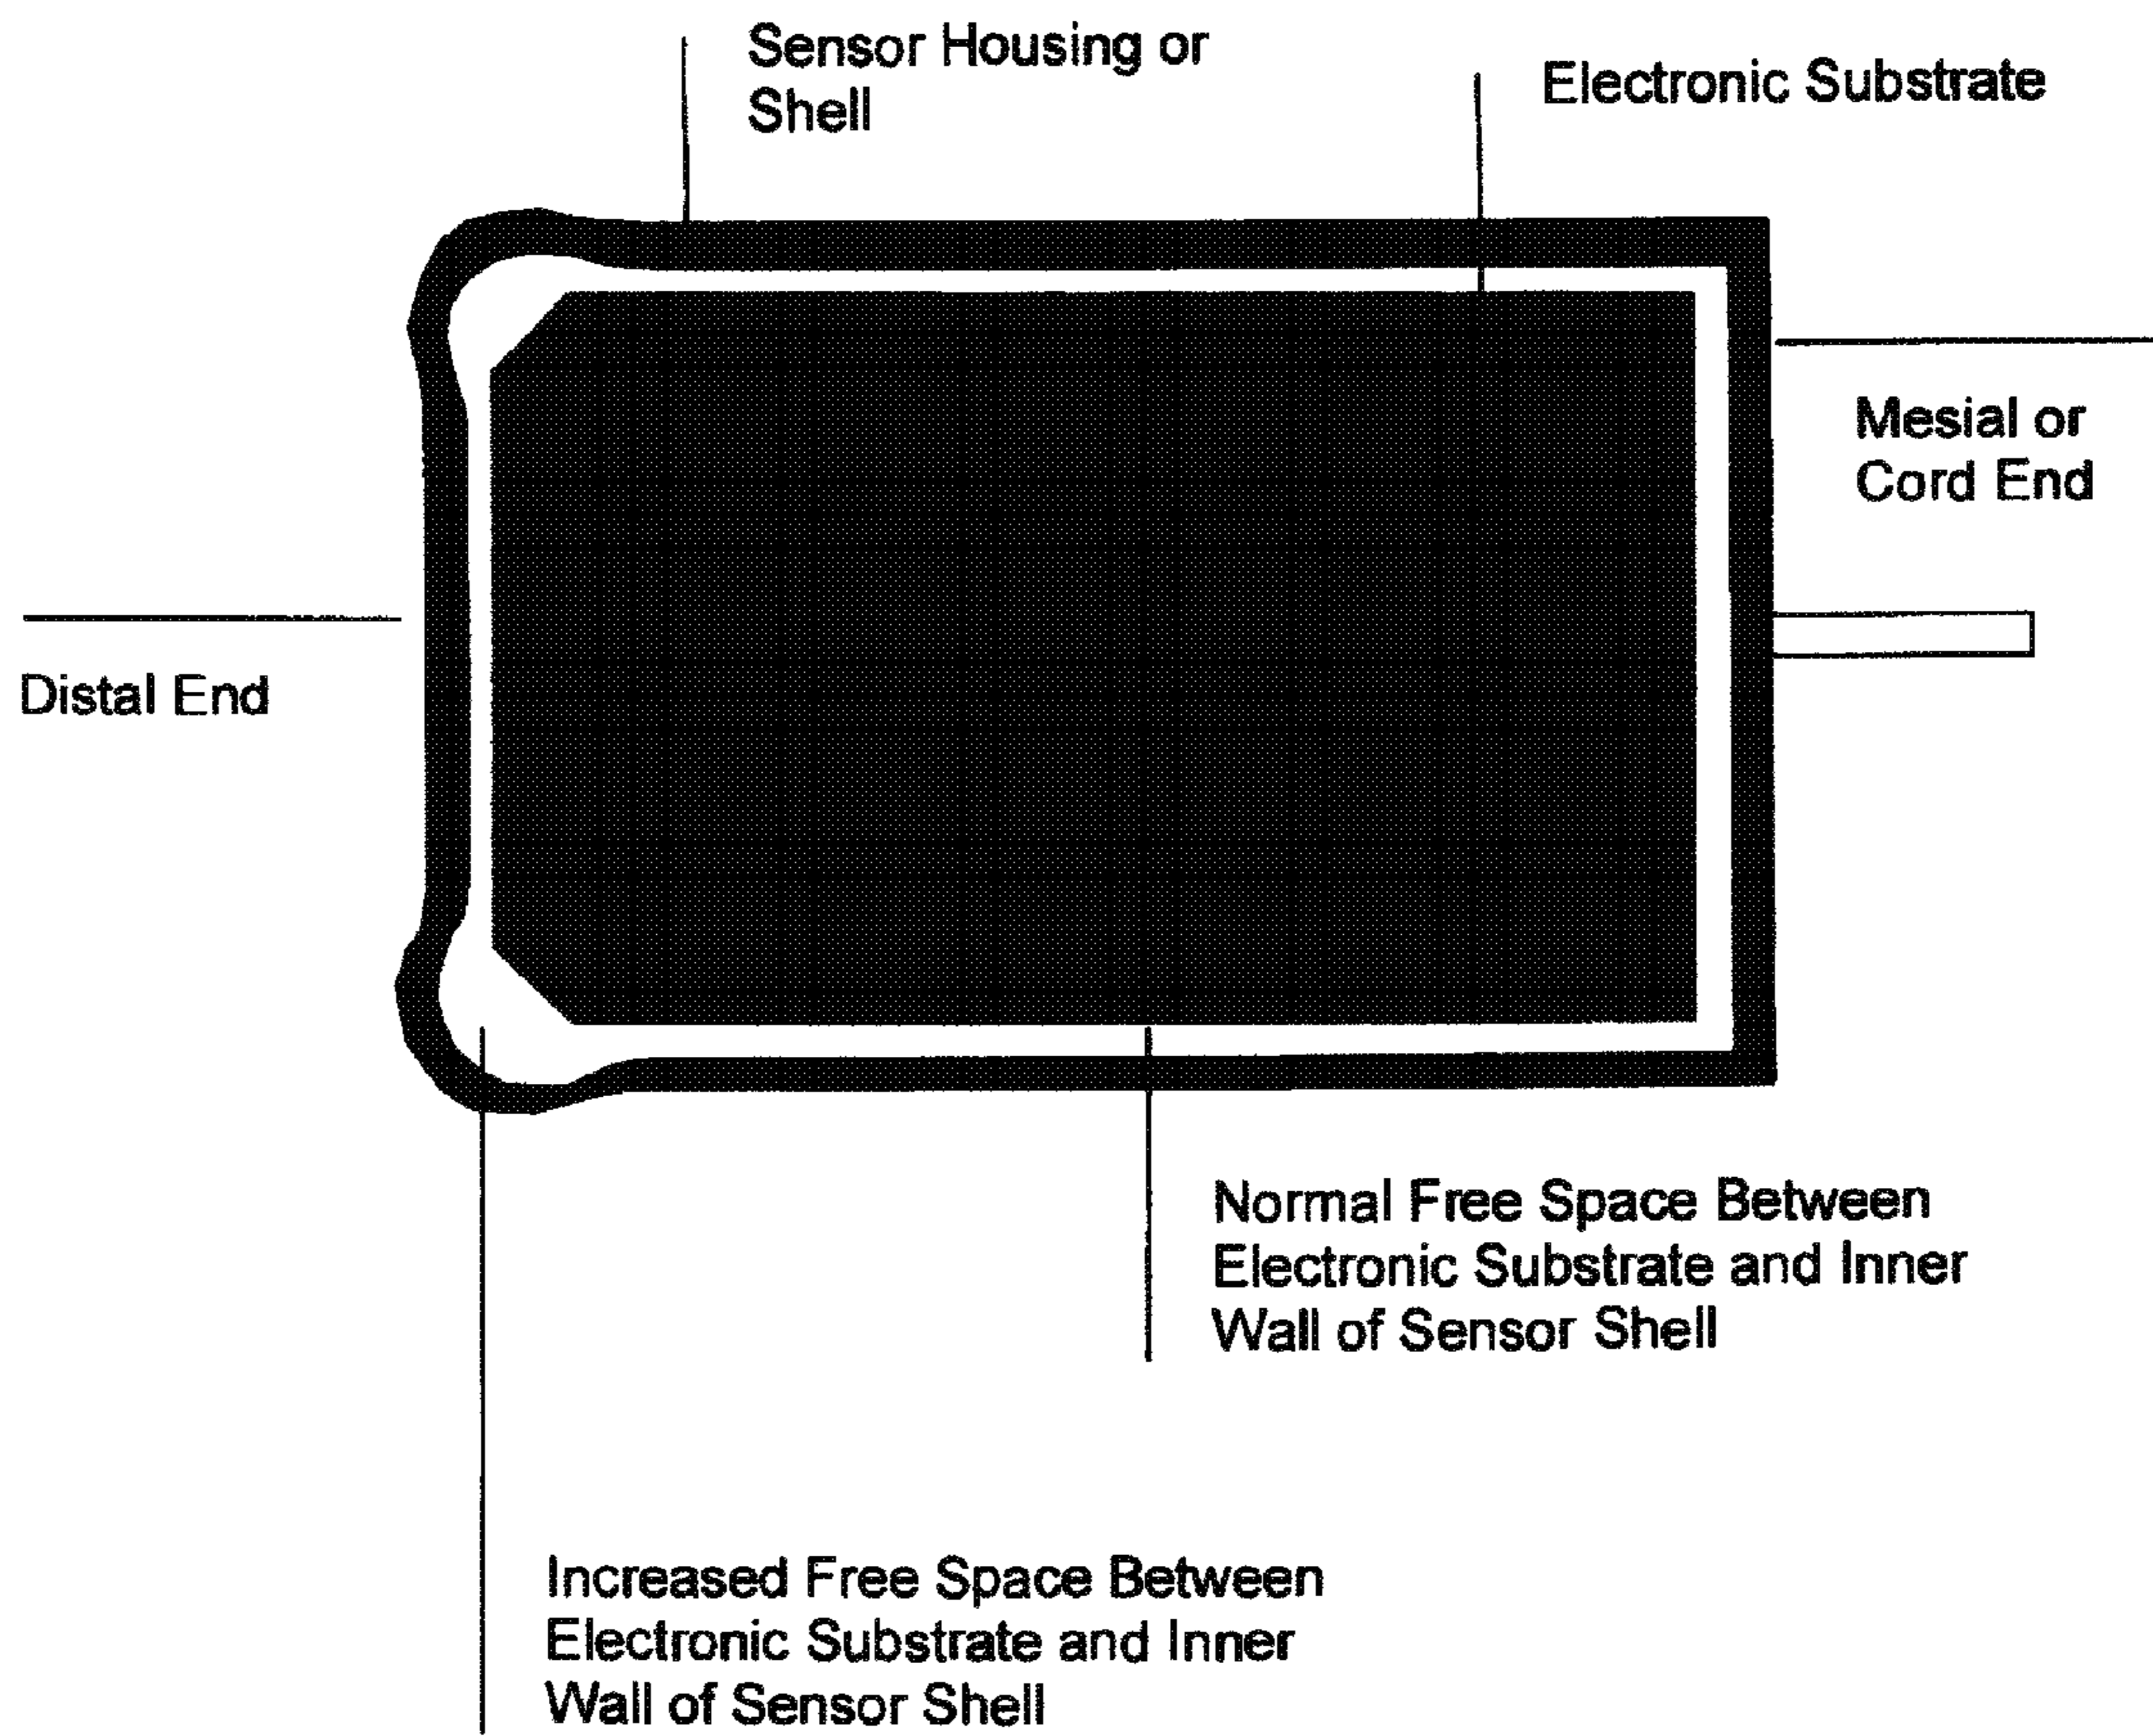 Sensor Housing or
Shell
Electronic Substrate
Mesial or
Cord End
Distal End
Normal Free Space Between
Electronic Substrate and Inner
Wall of Sensor Shell
Increased Free Space Between
Electronic Substrate and Inner
Wall of Sensor Shell